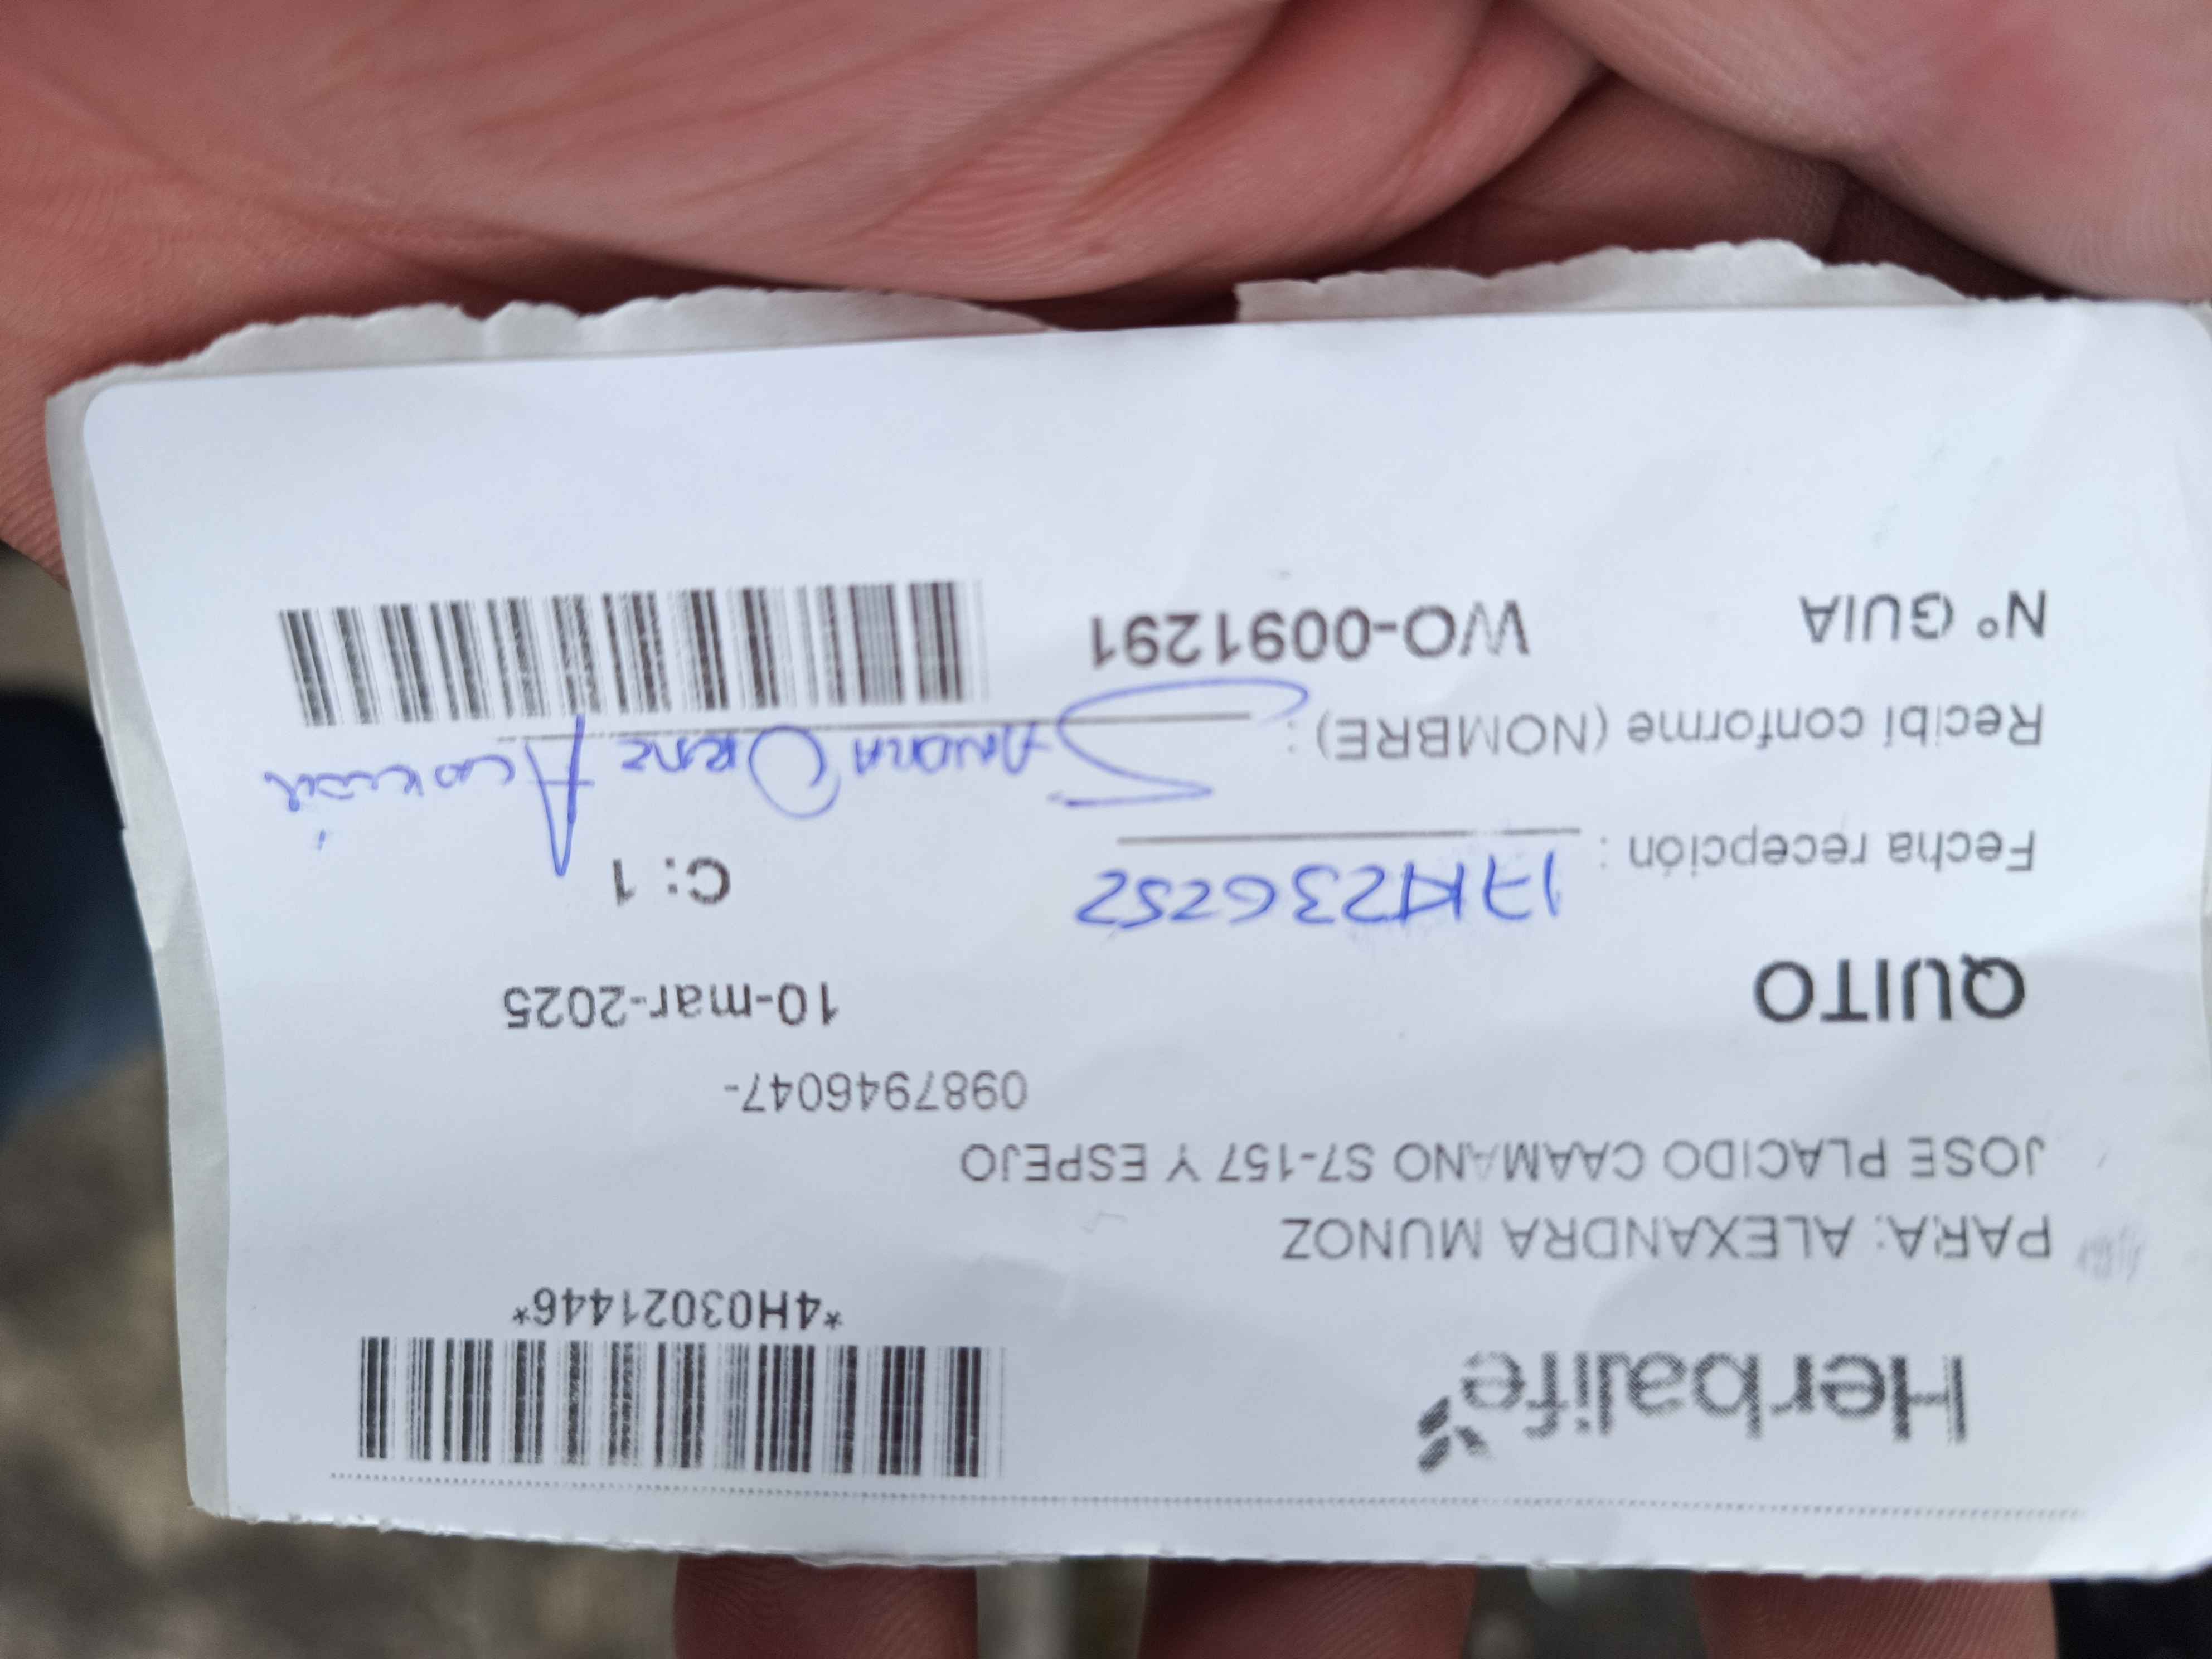 Herbalife
*4H03021446*
PARA: ALEXANDRA MUNOZ
JOSE PLACIDO CAAMANO S7-157 Y ESPEJO
0987946047-
QUITO 10-mar-2025
Fecha recepción : C: 1
Recibi conforme (NOMBRE) :
N° GUIA WO-0091291